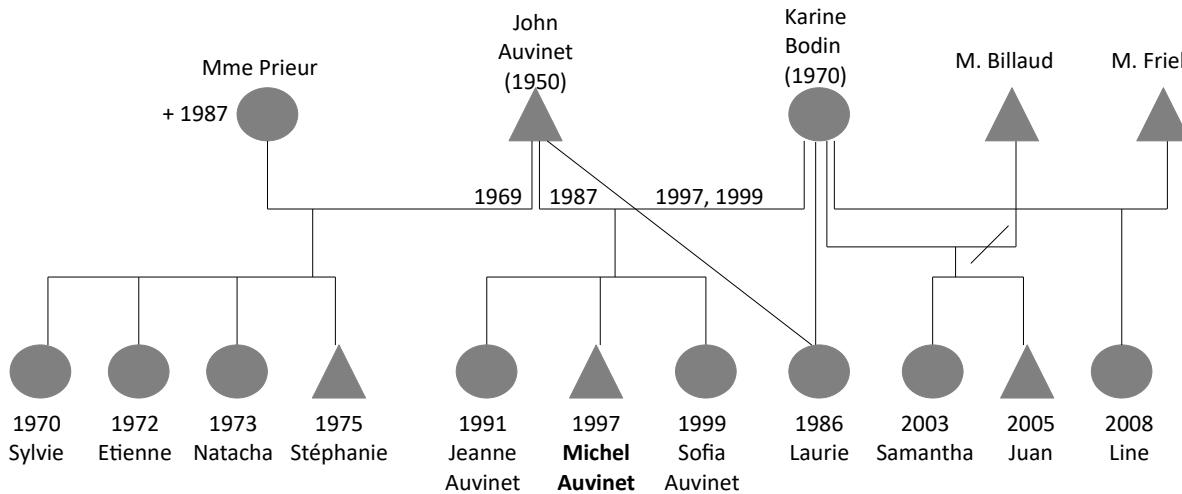 Mme Prieur
+ 1987
John
Auvinet
(1950)
Karine
Bodin
(1970)
M. Billaud
M. Friel
1969
1987
1997, 1999
1970
Sylvie
1972
Etienne
1973
Natacha
1975
Stéphanie
1991
Jeanne
Auvinet
1997
Michel
Auvinet
1999
Sofia
Auvinet
1986
Laurie
2003
Samantha
2005
Juan
2008
Line